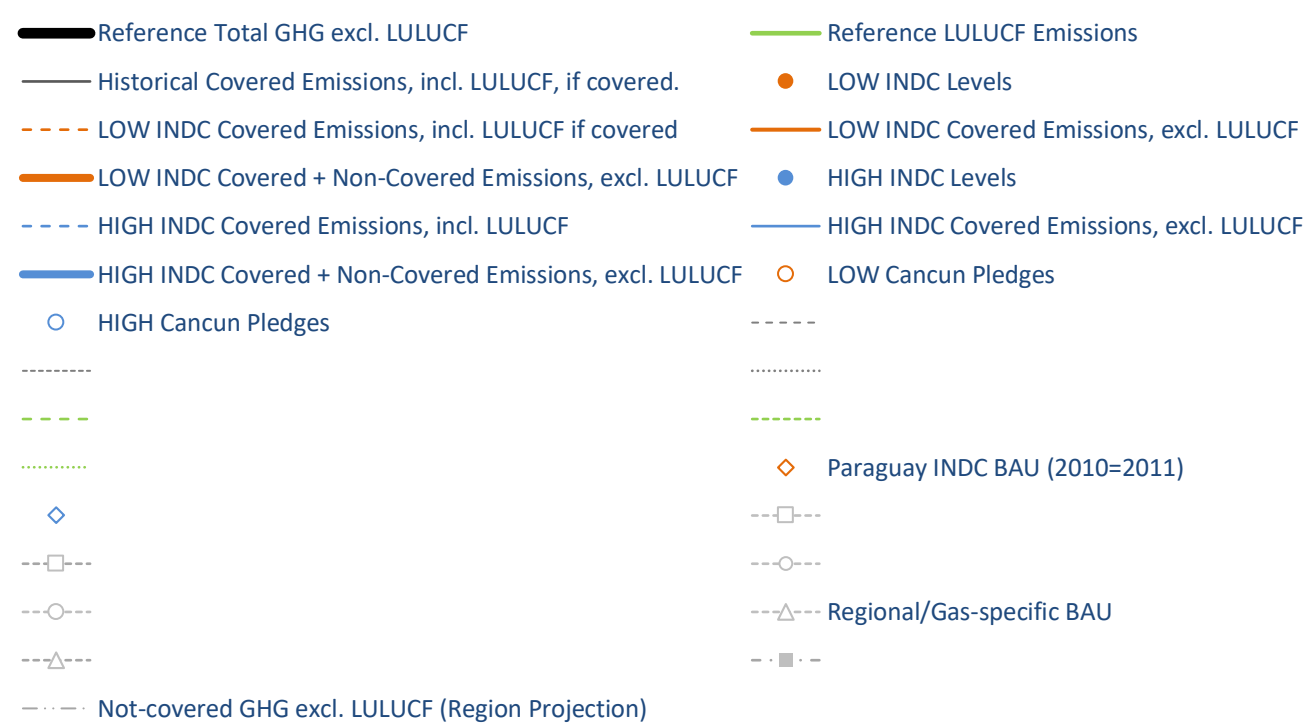 Reference Total GHG excl. LULUCF
Reference LULUCF Emissions
Historical Covered Emissions, incl. LULUCF, if covered.
LOW INDC Levels
LOW INDC Covered Emissions, incl. LULUCF if covered
LOW INDC Covered Emissions, excl. LULUCF
LOW INDC Covered + Non-Covered Emissions, excl. LULUCF
HIGH INDC Levels
HIGH INDC Covered Emissions, incl. LULUCF
HIGH INDC Covered Emissions, excl. LULUCF
HIGH INDC Covered + Non-Covered Emissions, excl. LULUCF
LOW Cancun Pledges
HIGH Cancun Pledges
Paraguay INDC BAU (2010=2011)
Regional/Gas-specific BAU
Not-covered GHG excl. LULUCF (Region Projection)